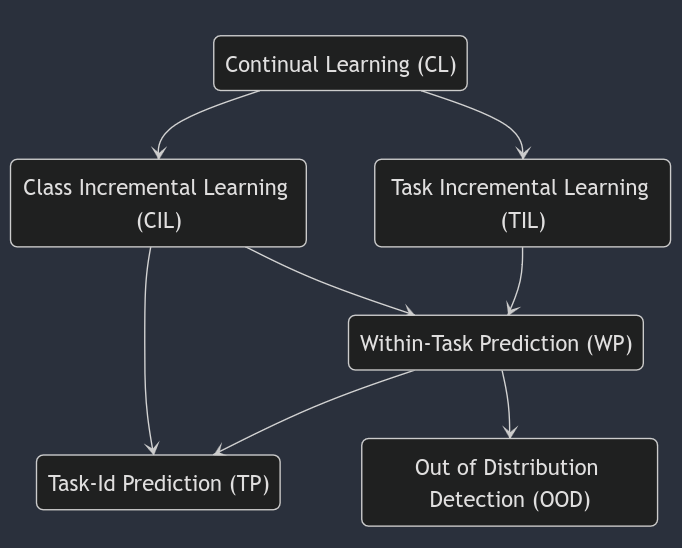 Continual Learning (CL)
Class Incremental Learning
(CIL)
Task Incremental Learning
(TIL)
Within-Task Prediction (WP)
Task-Id Prediction (TP)
Out of Distribution
Detection (OOD)